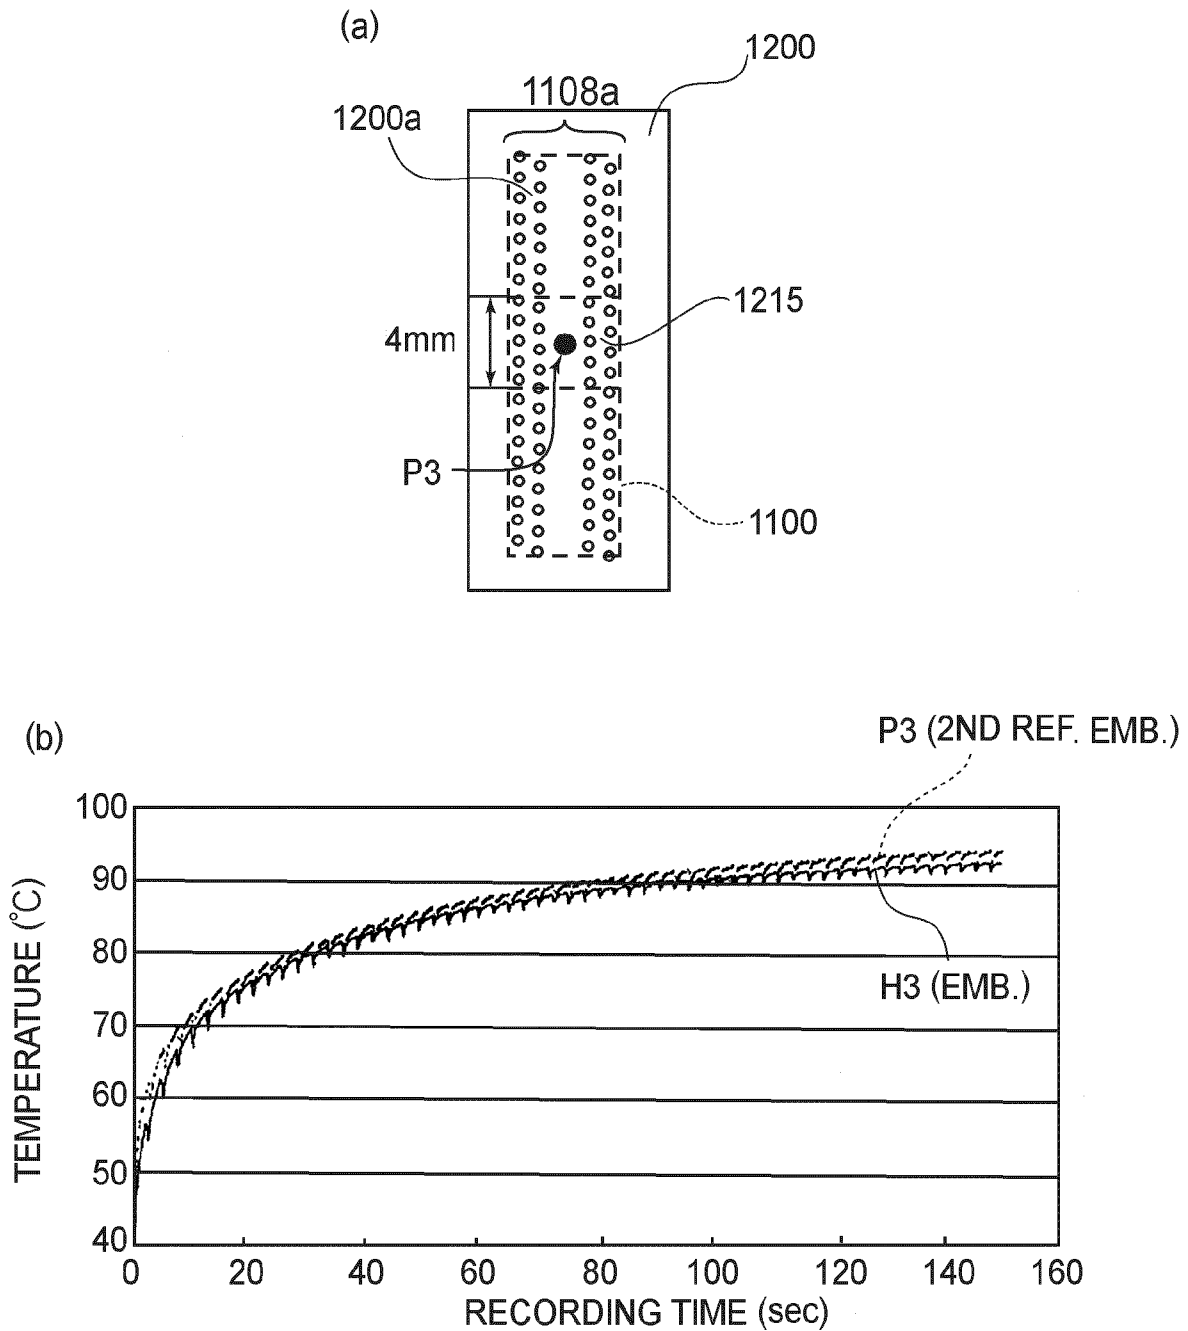 (a)
1200
1108a
1200a
1215
4mm
P3
1100
(b)
P3 (2ND REF. EMB.)
100
90
80
70
60
50
40
TEMPERATURE (°C)
H3 (EMB.)
0 20 40 60 80 100 120 140 160
RECORDING TIME (sec)